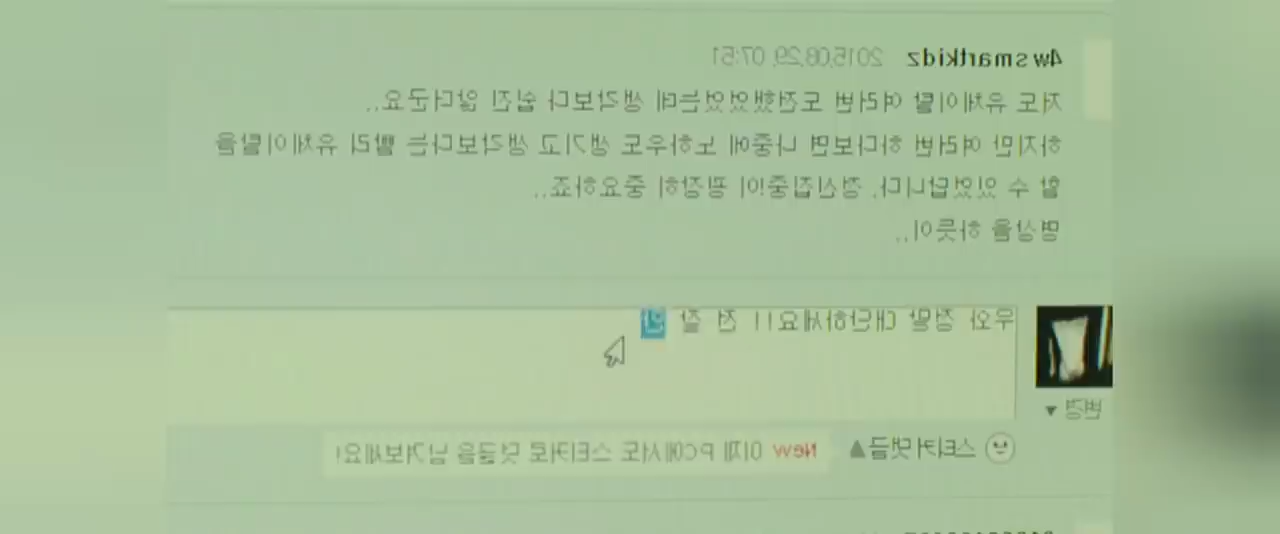 4wsmartkidz 2015.08.29. 07:51
저도 유체이탈 여러번 도전했었었는데 생각보다 쉽진 않더군요..
하지만 여러번 하다보면 나중에 노하우도 생기고 생각보다는 빨리 유체이탈을
할 수 있었답니다. 정신집중!이 굉장히 중요하죠..
명상을 하듯이..
우와 정말 대단하세요!! 전 잘 안
변경 ▼
스티커댓글▲ New 이제 PC에서도 스티커로 덧글을 남겨보세요!